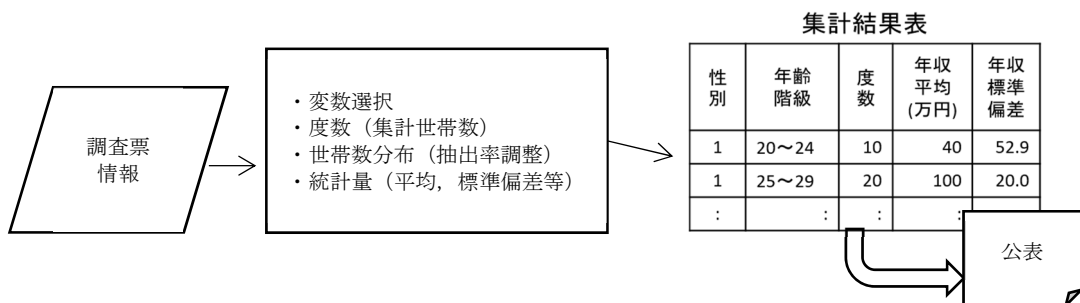 集計結果表
調査票
情報
・変数選択
・度数（集計世帯数）
・世帯数分布（抽出率調整）
・統計量（平均，標準偏差等）
性別 年齢階級 度数 年収平均(万円) 年収標準偏差
1 20～24 10 40 52.9
1 25～29 20 100 20.0
: : : : :
公表